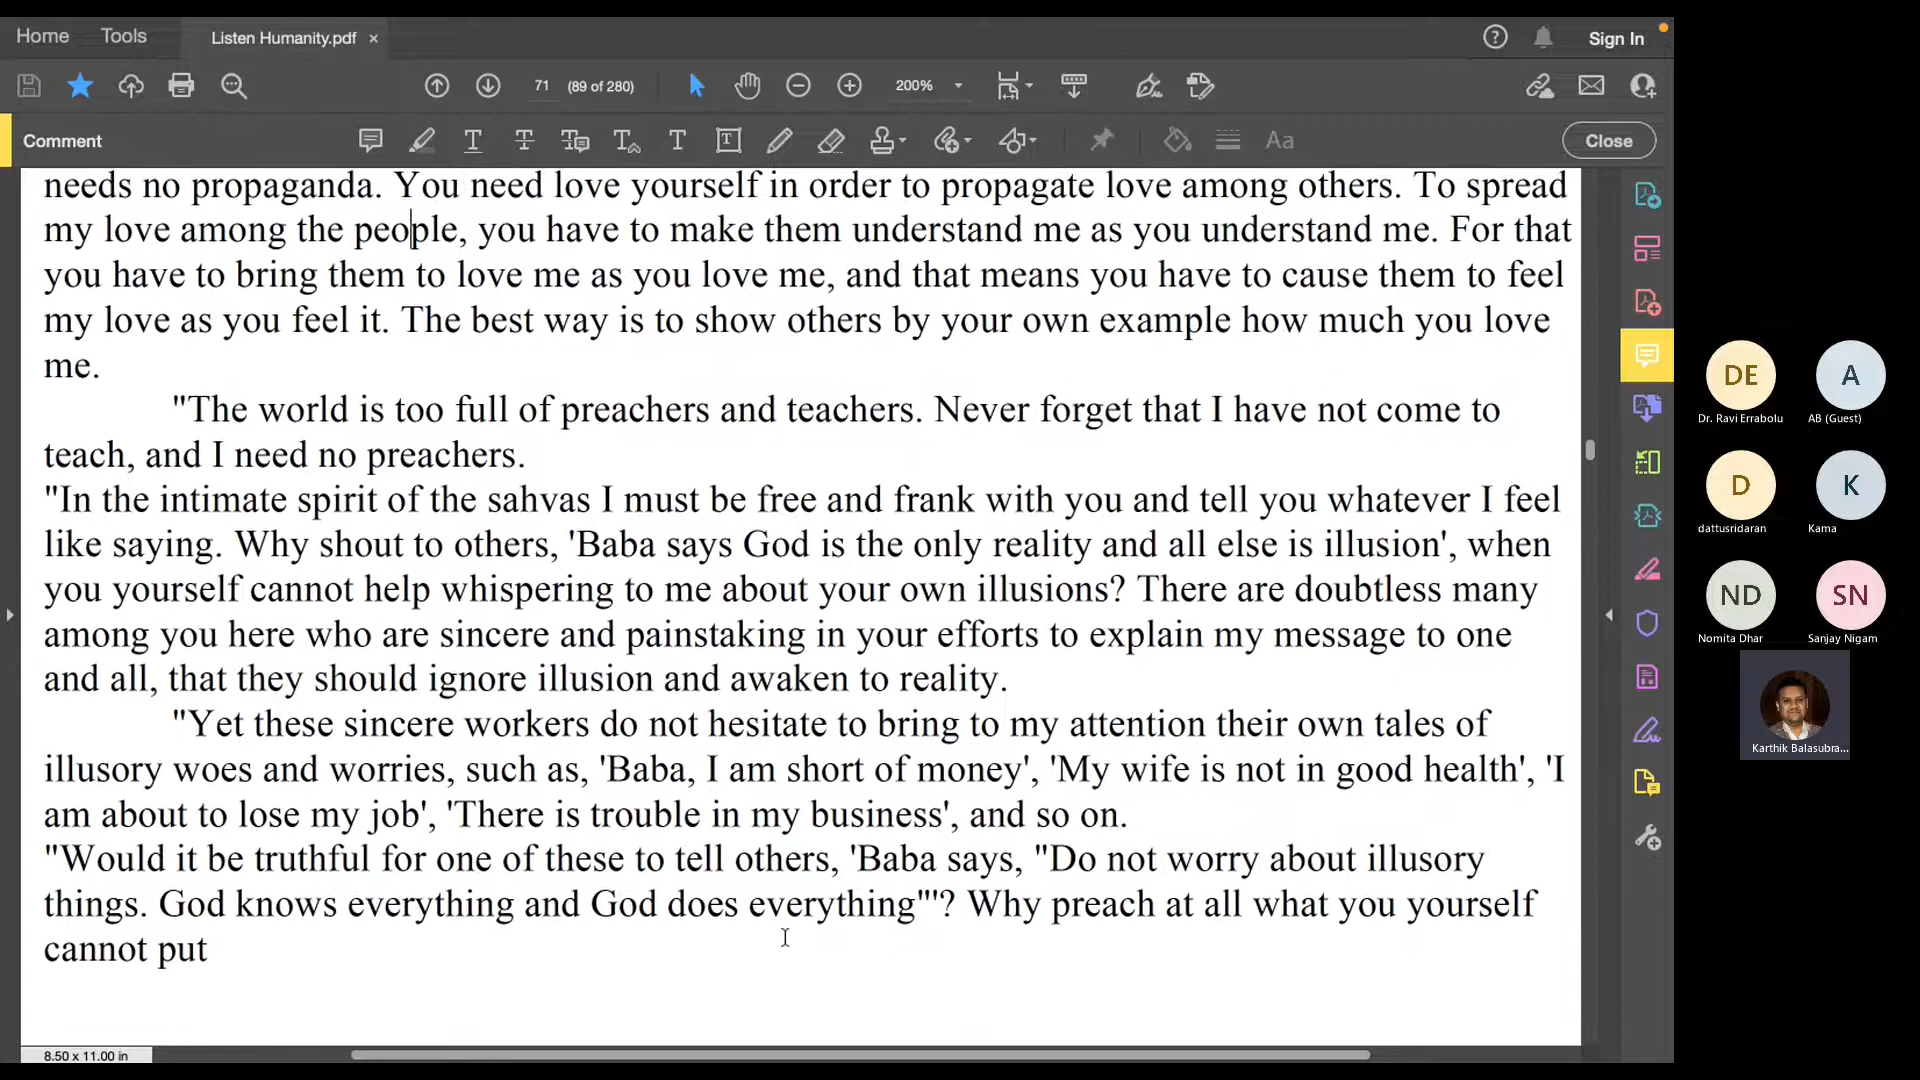 Home Tools Listen Humanity.pdf × Sign In
71 (89 of 280) 200%
Comment T T T T T Aa Close
needs no propaganda. You need love yourself in order to propagate love among others. To spread
my love among the people, you have to make them understand me as you understand me. For that
you have to bring them to love me as you love me, and that means you have to cause them to feel
my love as you feel it. The best way is to show others by your own example how much you love
me.
"The world is too full of preachers and teachers. Never forget that I have not come to
teach, and I need no preachers.
"In the intimate spirit of the sahvas I must be free and frank with you and tell you whatever I feel
like saying. Why shout to others, 'Baba says God is the only reality and all else is illusion', when
you yourself cannot help whispering to me about your own illusions? There are doubtless many
among you here who are sincere and painstaking in your efforts to explain my message to one
and all, that they should ignore illusion and awaken to reality.
"Yet these sincere workers do not hesitate to bring to my attention their own tales of
illusory woes and worries, such as, 'Baba, I am short of money', 'My wife is not in good health', 'I
am about to lose my job', 'There is trouble in my business', and so on.
"Would it be truthful for one of these to tell others, 'Baba says, "Do not worry about illusory
things. God knows everything and God does everything"'? Why preach at all what you yourself
cannot put
8.50 x 11.00 in
DE A
Dr. Ravi Errabolu AB (Guest)
D K
dattusridaran Kama
ND SN
Nomita Dhar Sanjay Nigam
Karthik Balasubra...